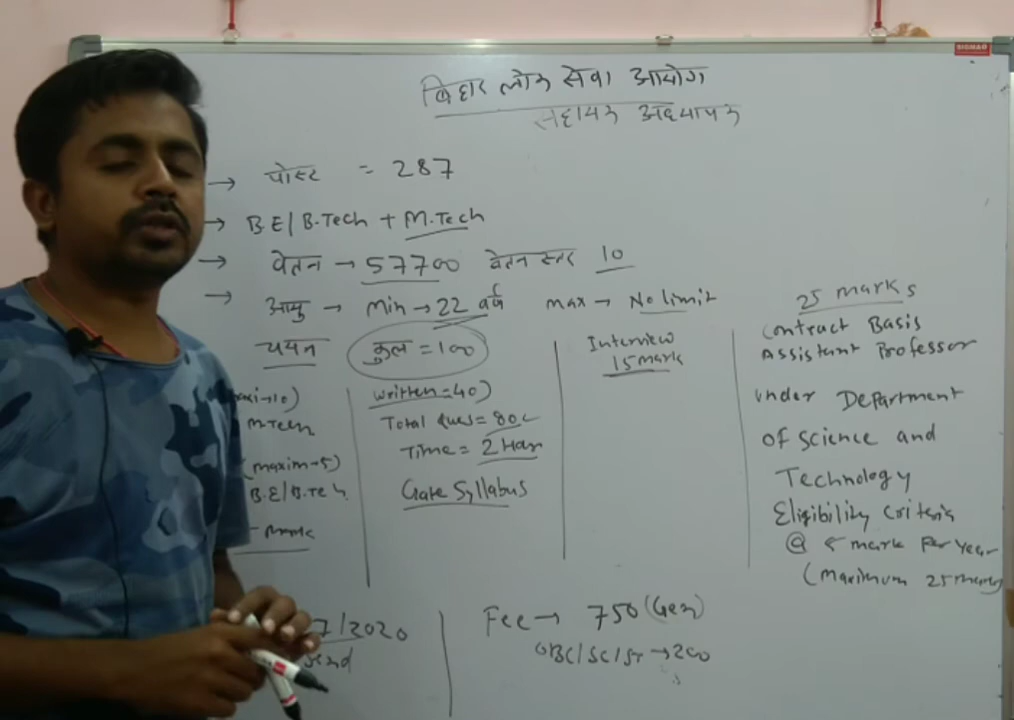 SIGMAO
बिहार लोक सेवा आयोग
सहायक अध्यापक
→ पोस्ट = 287
→ B.E/B.Tech + M.Tech
→ वेतन → 57700 वेतन स्तर 10
→ आयु → Min → 22 वर्ष max → No limit
चयन
कुल = 100
written = 40)
Total Ques = 80
Time = 2 Hour
Gate Syllabus
M.Tech
(maxim → 5)
B.E/B.Tech
Interview
15 mark
25 marks
Contract Basis
Assistant Professor
under Department
of Science and
Technology
Eligibility Criteria
@ 5 mark Per Year
(Maximum 25 marks
7/2020
Fee → 750 (Gen)
OBC/SC/ST → 200